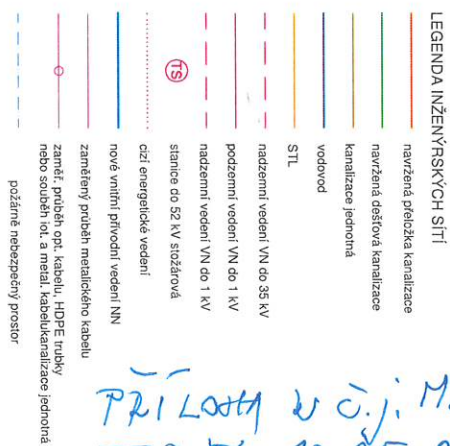 LEGENDA INŽENÝRSKÝCH SÍTÍ
navržená přeložka kanalizace
navržená dešťová kanalizace
kanalizace jednotná
vodovod
STL
nadzemní vedení VN do 35 kV
podzemní vedení VN do 1 kV
nadzemní vedení VN do 1 kV
TS stanice do 52 kV stožárová
cizí energetické vedení
nové vnitřní přívodní vedení NN
zaměřený průběh metalického kabelu
zaměř. průběh opt. kabelu, HDPE trubky
nebo souběh iot. a metal. kabelukanalizace jednotná
požárně nebezpečný prostor
PŘÍLOHA k č.j. M